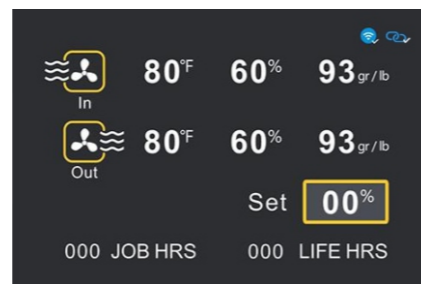 80°F 60% 93gr/lb
In
80°F 60% 93gr/lb
Out
Set 00%
000 JOB HRS 000 LIFE HRS